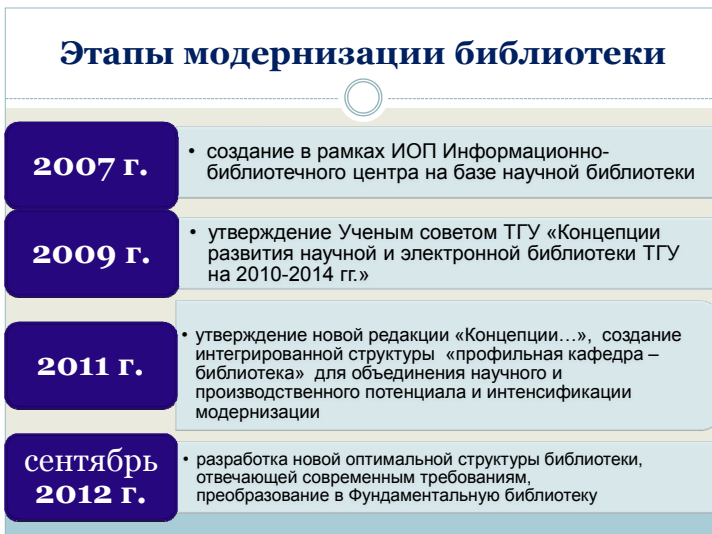 Этапы модернизации библиотеки
2007 г.
• создание в рамках ИОП Информационно-
библиотечного центра на базе научной библиотеки
2009 г.
• утверждение Ученым советом ТГУ «Концепции
развития научной и электронной библиотеки ТГУ
на 2010-2014 гг.»
2011 г.
• утверждение новой редакции «Концепции…», создание
интегрированной структуры «профильная кафедра –
библиотека» для объединения научного и
производственного потенциала и интенсификации
модернизации
сентябрь
2012 г.
• разработка новой оптимальной структуры библиотеки,
отвечающей современным требованиям,
преобразование в Фундаментальную библиотеку